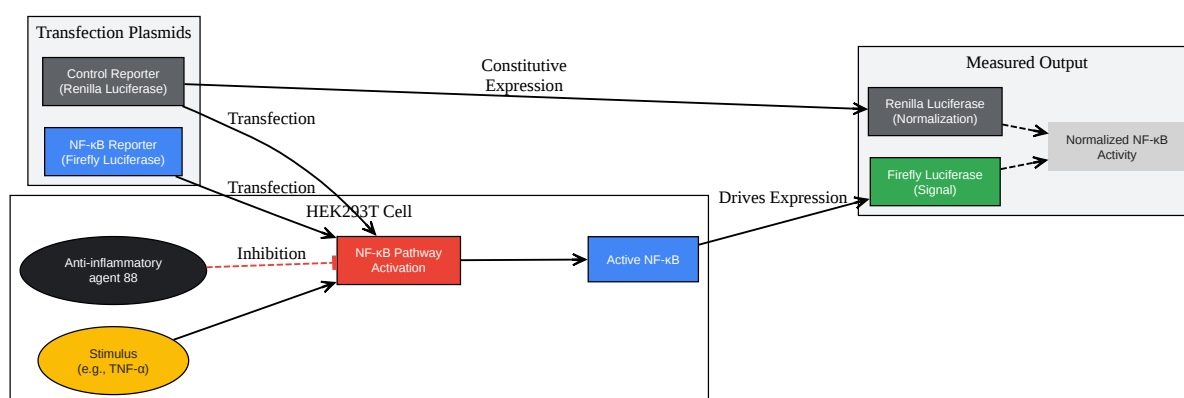 Transfection Plasmids
Control Reporter
(Renilla Luciferase)
NF-κB Reporter
(Firefly Luciferase)
Constitutive
Expression
Transfection
Transfection
Measured Output
Renilla Luciferase
(Normalization)
Firefly Luciferase
(Signal)
Normalized NF-κB
Activity
Drives Expression
HEK293T Cell
Anti-inflammatory
agent 88
Inhibition
NF-κB Pathway
Activation
Active NF-κB
Stimulus
(e.g., TNF-α)